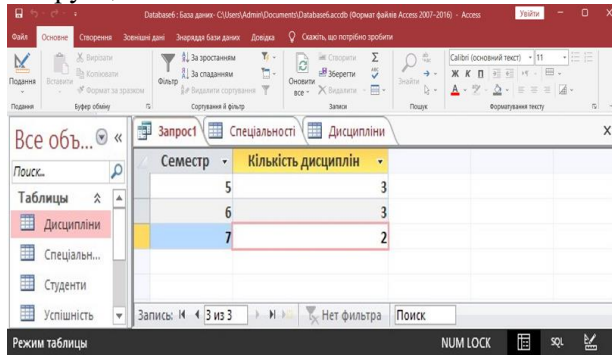 Database6 : База даних- C:\Users\Admin\Documents\Database6.accdb (Формат файлів Access 2007–2016) - Access
Увійти
Файл Основне Створення Зовнішні дані Знаряддя бази даних Довідка Скажіть, що потрібно зробити
Подання
Вставити
Вирізати
Копіювати
Формат за зразком
Фільтр
За зростанням
За спаданням
Видалити сортування
Оновити все
Створити
Зберегти
Видалити
Знайти
Calibri (основний текст) 11
Ж К П
Подання Буфер обміну Сортування й фільтр Записи Пошук Форматування тексту
Все объ...
Запрос1 Спеціальності Дисципліни
Поиск...
Таблицы
Дисципліни
Спеціальн...
Студенти
Успішність
Семестр Кількість дисциплін
5 3
6 3
7 2
Запись: 3 из 3 Нет фильтра Поиск
Режим таблицы NUM LOCK SQL